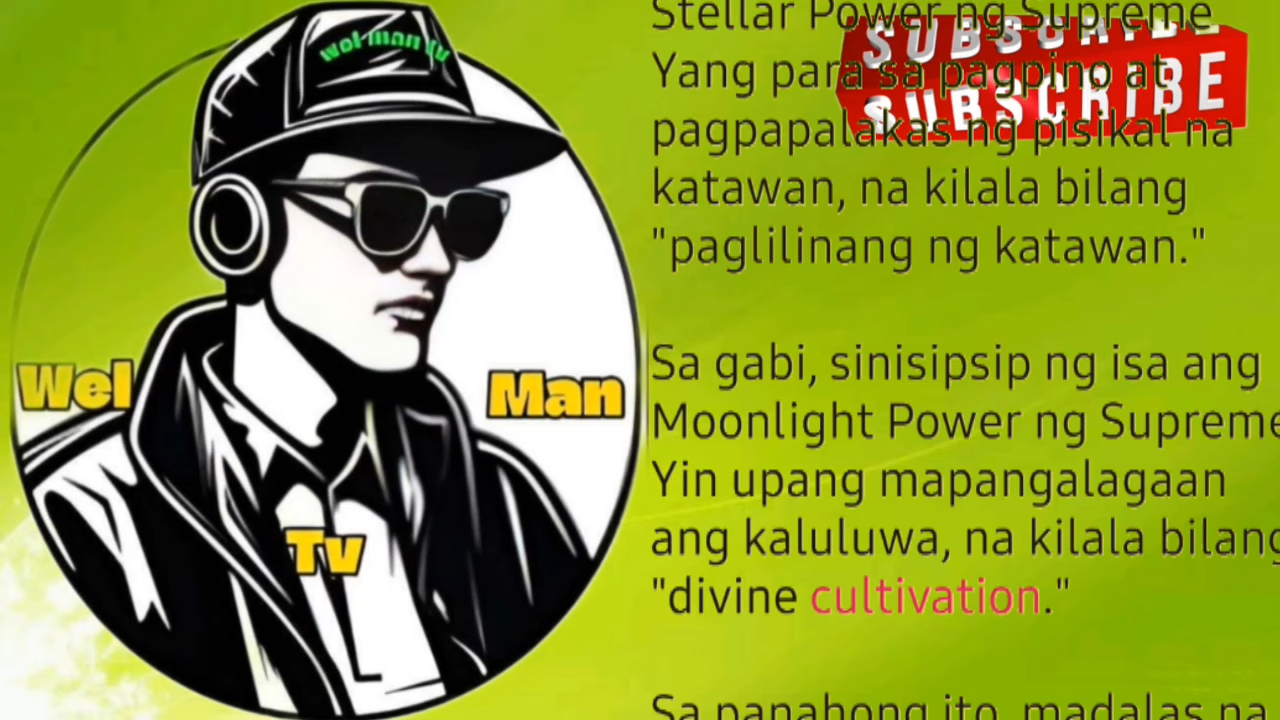 wel man tv
Wel
Man
Tv
SUBSCRIBE
SUBSCRIBE
Stellar Power ng Supreme
Yang para sa pagpino at
pagpapalakas ng pisikal na
katawan, na kilala bilang
"paglilinang ng katawan."
Sa gabi, sinisipsip ng isa ang
Moonlight Power ng Supreme
Yin upang mapangalagaan
ang kaluluwa, na kilala bilang
"divine cultivation."
Sa panahong ito, madalas na